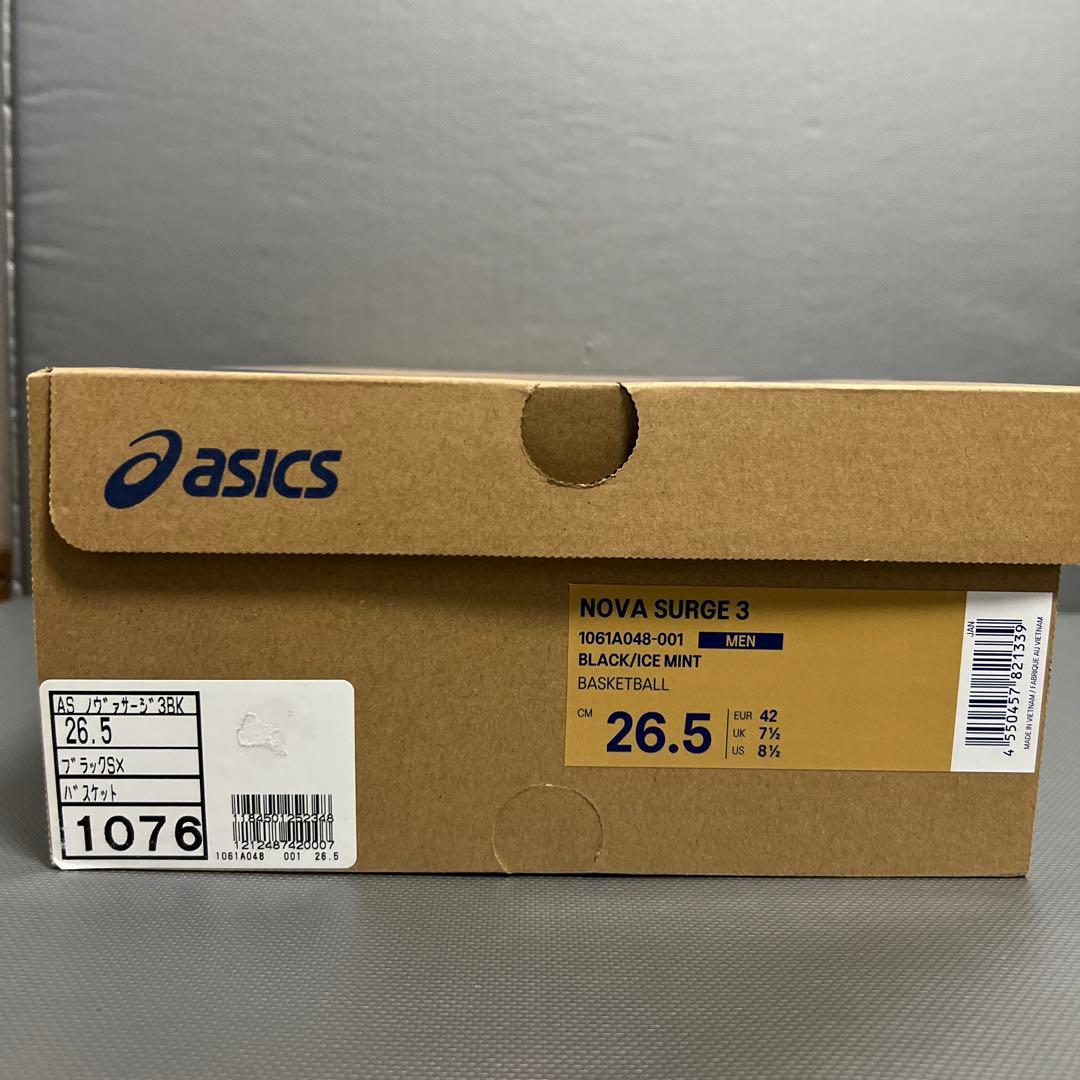 asics
NOVA SURGE 3
1061A048-001 MEN
BLACK/ICE MINT
BASKETBALL
CM 26.5
EUR 42
UK 7½
US 8½
JAN
4 550457 821339
MADE IN VIETNAM / FABRIQUE AU VIETNAM
AS ﾉヴｧサージ3BK
26.5
ブラックS×
バスケット
1076
1184501252348
1212487420007
1061A048 001 26.5